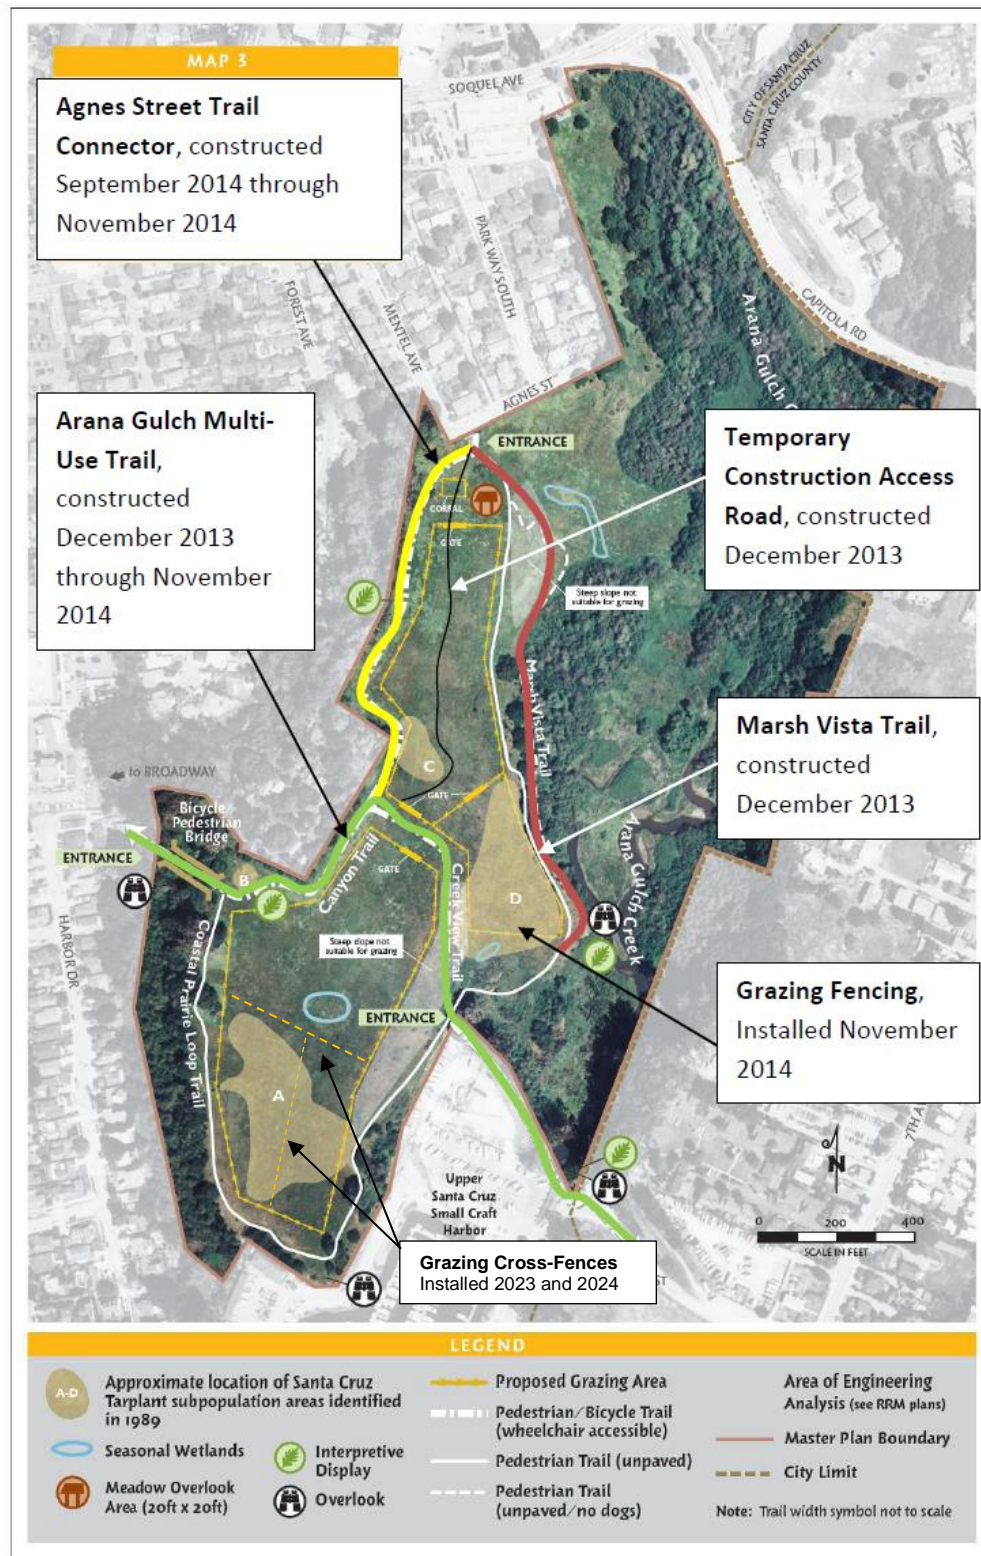 MAP 3
Agnes Street Trail
Connector, constructed
September 2014 through
November 2014
SOQUEL AVE
CITY OF SANTA CRUZ
SANTA CRUZ COUNTY
PARK WAY SOUTH
FOREST AVE
MENTEL AVE
CAPITOLA RD
Arana Gulch C
AGNES ST
ENTRANCE
Arana Gulch Multi-
Use Trail,
constructed
December 2013
through November
2014
Temporary
Construction Access
Road, constructed
December 2013
CORRAL
GATE
Steep slope not
suitable for grazing
Marsh Vista Trail
Marsh Vista Trail,
constructed
December 2013
C
to BROADWAY
GATE
Bicycle
Pedestrian
Bridge
ENTRANCE
B
Canyon Trail
GATE
Creek View Trail
D
Arana Gulch Creek
HARBOR DR
Coastal Prairie Loop Trail
Steep slope not
suitable for grazing
ENTRANCE
Grazing Fencing,
Installed November
2014
A
7TH A
N
Upper
Santa Cruz
Small Craft
Harbor
0 200 400
SCALE IN FEET
Grazing Cross-Fences
Installed 2023 and 2024
ST
LEGEND
A-D
Approximate location of Santa Cruz
Tarplant subpopulation areas identified
in 1989
Seasonal Wetlands
Meadow Overlook
Area (20ft x 20ft)
Interpretive
Display
Overlook
Proposed Grazing Area
Pedestrian/Bicycle Trail
(wheelchair accessible)
Pedestrian Trail (unpaved)
Pedestrian Trail
(unpaved/no dogs)
Area of Engineering
Analysis (see RRM plans)
Master Plan Boundary
City Limit
Note: Trail width symbol not to scale